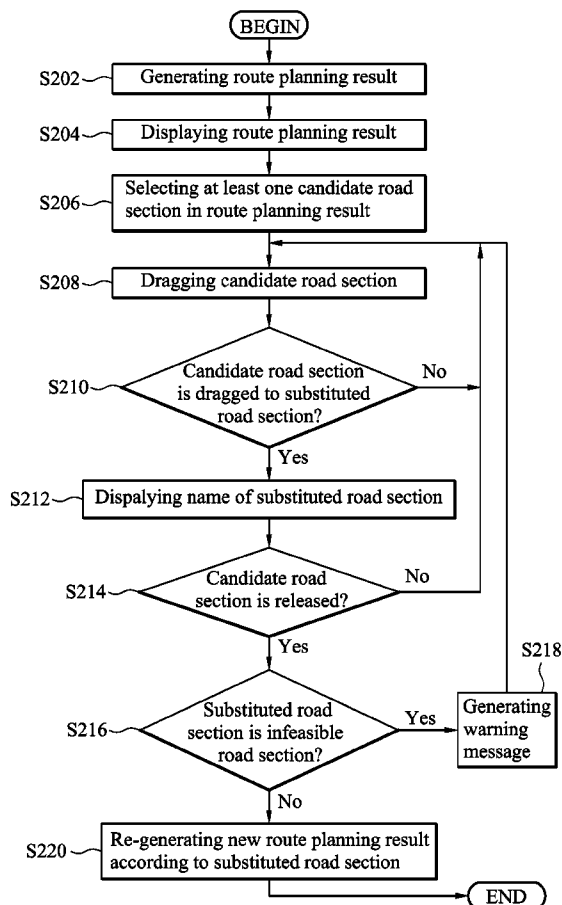 BEGIN
S202
Generating route planning result
S204
Displaying route planning result
S206
Selecting at least one candidate road
section in route planning result
S208
Dragging candidate road section
S210
Candidate road section
is dragged to substituted
road section?
No
Yes
S212
Dispalying name of substituted road section
S214
Candidate road
section is released?
No
Yes
S216
Substituted road
section is infeasible
road section?
Yes
S218
Generating
warning
message
No
S220
Re-generating new route planning result
according to substituted road section
END